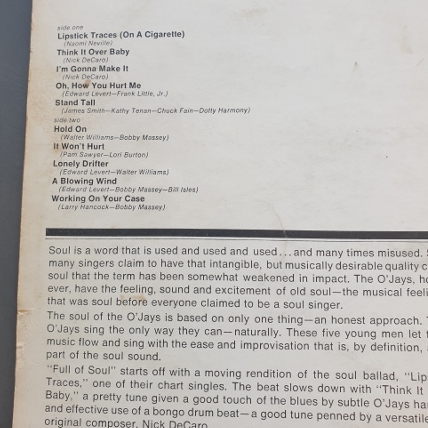 side one
Lipstick Traces (On A Cigarette)
(Naomi Neville)
Think It Over Baby
(Nick DeCaro)
I'm Gonna Make It
(Nick DeCaro)
Oh, How You Hurt Me
(Edward Levert—Frank Little, Jr.)
Stand Tall
(James Smith—Kathy Tenan—Chuck Fain—Dotty Harmony)
side two
Hold On
(Walter Williams—Bobby Massey)
It Won't Hurt
(Pam Sawyer—Lori Burton)
Lonely Drifter
(Edward Levert—Walter Williams)
A Blowing Wind
(Edward Levert—Bobby Massey—Bill Isles)
Working On Your Case
(Larry Hancock—Bobby Massey)
Soul is a word that is used and used and used...and many times misused.
many singers claim to have that intangible, but musically desirable quality
soul that the term has been somewhat weakened in impact. The O'Jays, ho
ever, have the feeling, sound and excitement of old soul—the musical feeli
that was soul before everyone claimed to be a soul singer.
The soul of the O'Jays is based on only one thing—an honest approach.
O'Jays sing the only way they can—naturally. These five young men let
music flow and sing with the ease and improvisation that is, by definition,
part of the soul sound.
"Full of Soul" starts off with a moving rendition of the soul ballad, "Lip
Traces," one of their chart singles. The beat slows down with "Think It
Baby," a pretty tune given a good touch of the blues by subtle O'Jays ha
and effective use of a bongo drum beat—a good tune penned by a versatile
original composer, Nick DeCaro